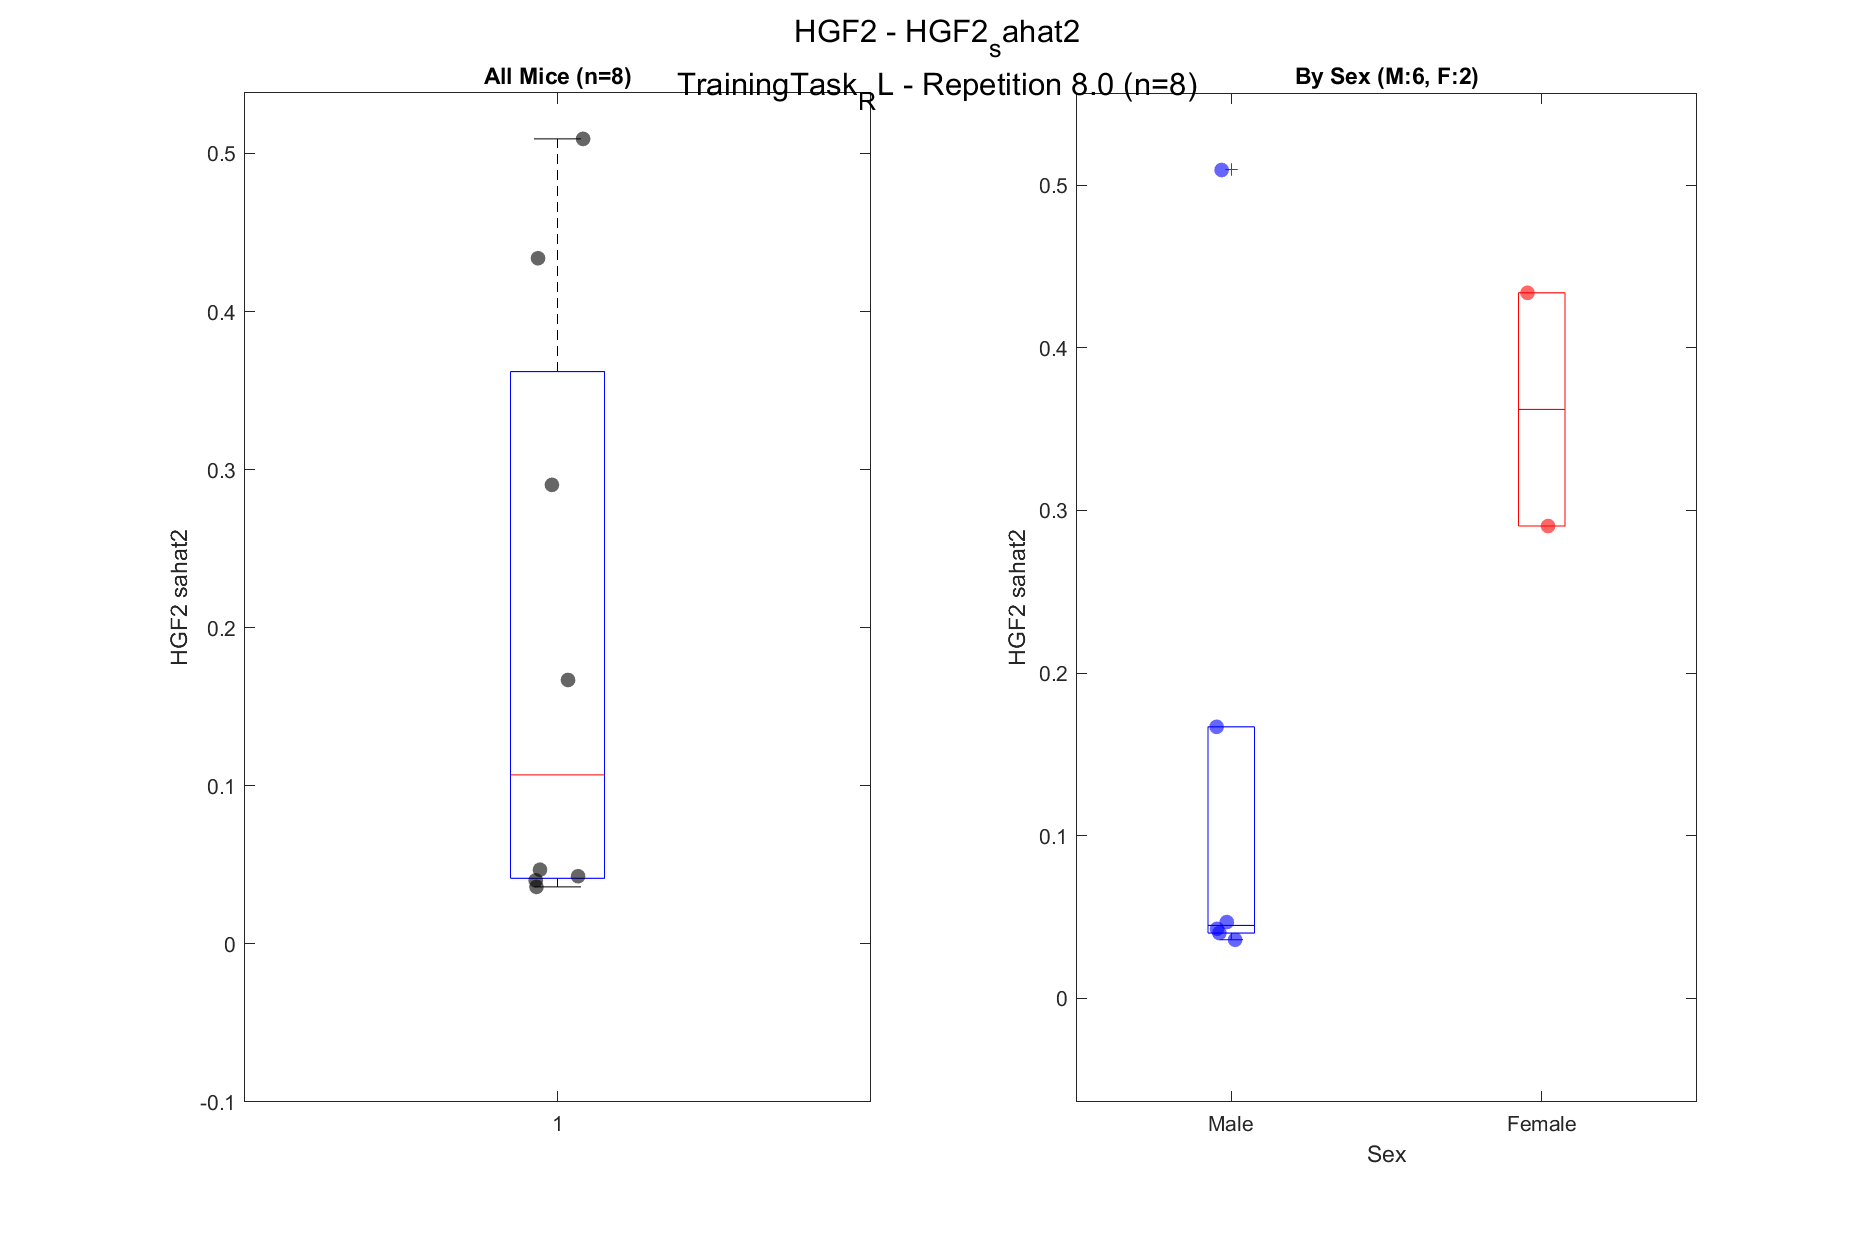 HGF2 - HGF2sahat2
TrainingTaskRL - Repetition 8.0 (n=8)
All Mice (n=8)
0.5
0.4
0.3
0.2
0.1
0
-0.1
HGF2 sahat2
1
By Sex (M:6, F:2)
0.5
0.4
0.3
0.2
0.1
0
HGF2 sahat2
Male
Female
Sex